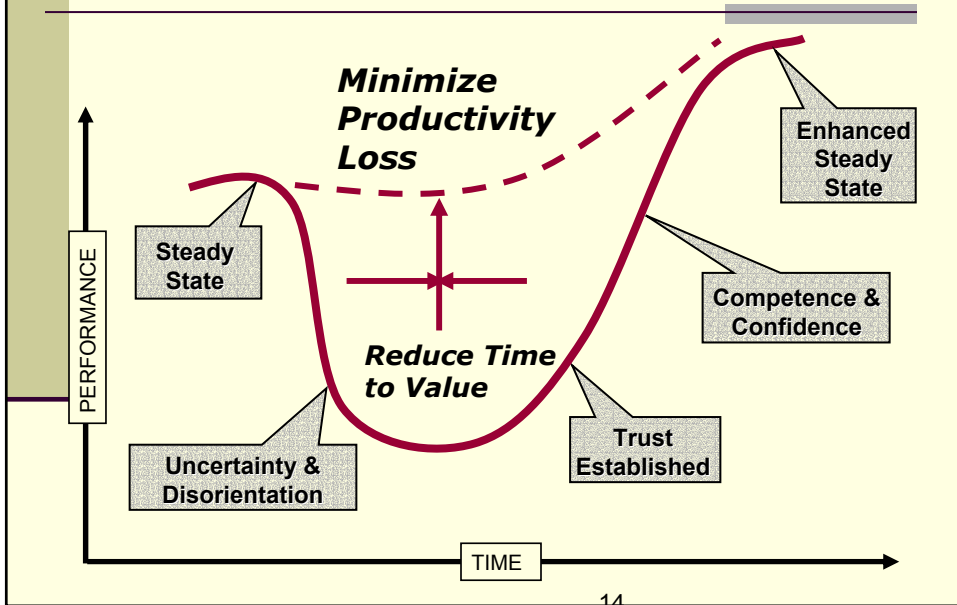 Minimize
Productivity
Loss
Enhanced
Steady
State
Steady
State
PERFORMANCE
Competence &
Confidence
Reduce Time
to Value
Trust
Established
Uncertainty &
Disorientation
TIME
14